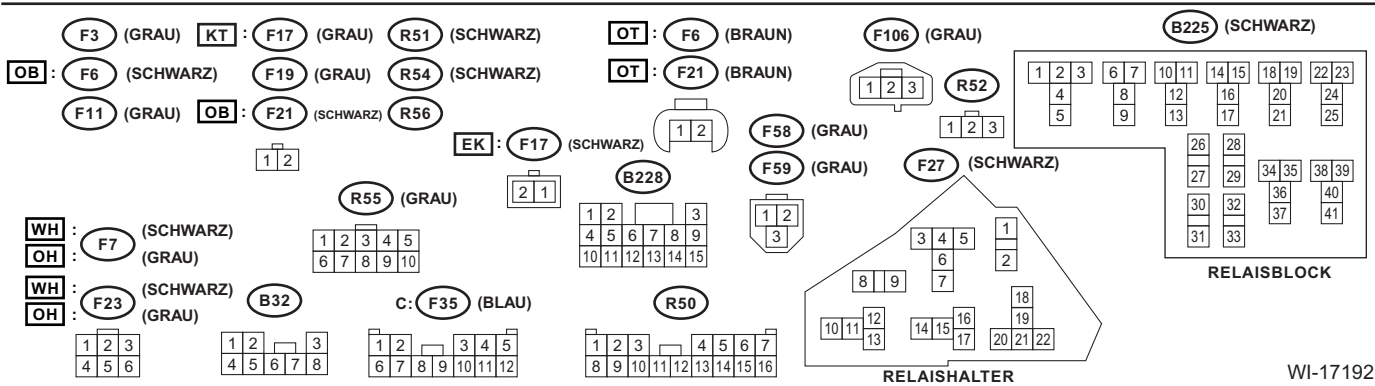 F3 (GRAU) KT : F17 (GRAU) R51 (SCHWARZ)
OB : F6 (SCHWARZ) F19 (GRAU) R54 (SCHWARZ)
F11 (GRAU) OB : F21 (SCHWARZ) R56
1 2
OT : F6 (BRAUN)
OT : F21 (BRAUN)
1 2
EK : F17 (SCHWARZ)
2 1
F106 (GRAU)
1 2 3
R52
1 2 3
F58 (GRAU)
F59 (GRAU)
1 2
3
B225 (SCHWARZ)
1 2 3 6 7 10 11 14 15 18 19 22 23
4 8 12 16 20 24
5 9 13 17 21 25
26 28
27 29 34 35 38 39
30 32 36 40
31 33 37 41
RELAISBLOCK
R55 (GRAU)
1 2 3 4 5
6 7 8 9 10
B228
1 2 3
4 5 6 7 8 9
10 11 12 13 14 15
F27 (SCHWARZ)
3 4 5 1
6 2
7
8 9
18
19
20 21 22
10 11 12
13
14 15 16
17
RELAISHALTER
WH : F7 (SCHWARZ)
OH : (GRAU)
WH : F23 (SCHWARZ)
OH : (GRAU)
1 2 3
4 5 6
B32
1 2 3
4 5 6 7 8
C: F35 (BLAU)
1 2 3 4 5
6 7 8 9 10 11 12
R50
1 2 3 4 5 6 7
8 9 10 11 12 13 14 15 16
WI-17192